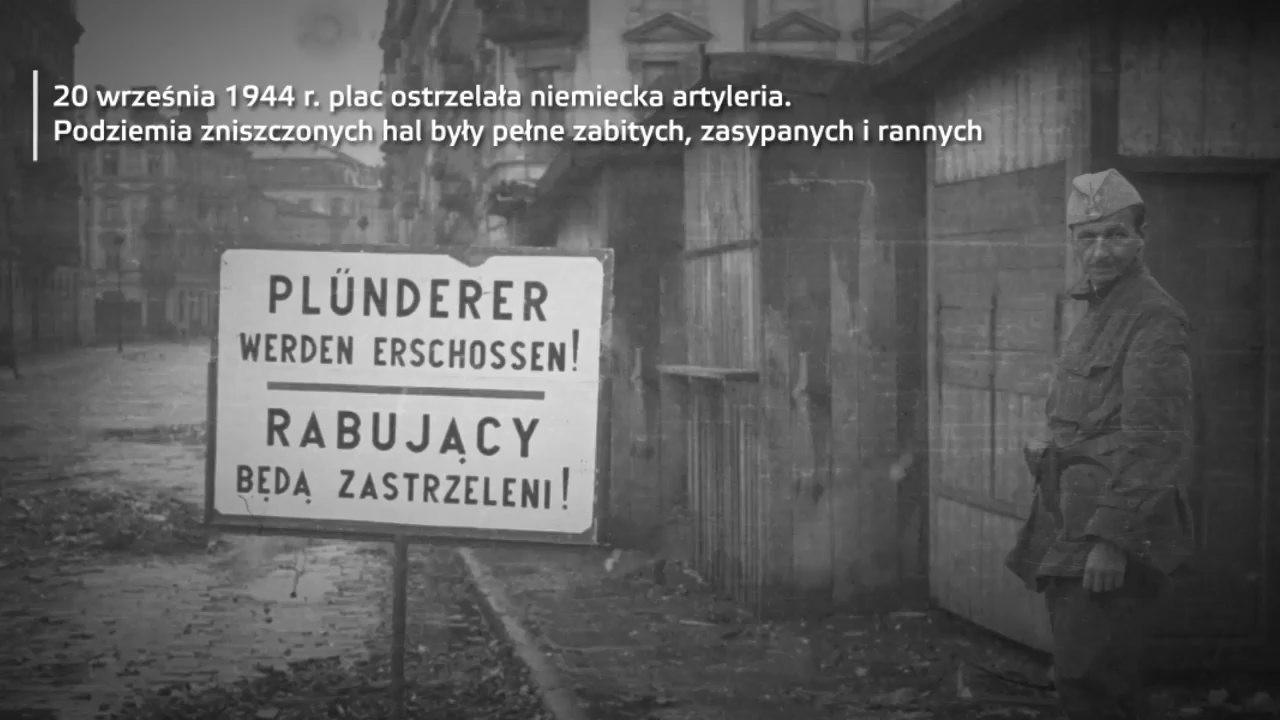 20 września 1944 r. plac ostrzelała niemiecka artyleria.
Podziemia zniszczonych hal były pełne zabitych, zasypanych i rannych
PLÜNDERER
WERDEN ERSCHOSSEN!
RABUJĄCY
BĘDĄ ZASTRZELENI!